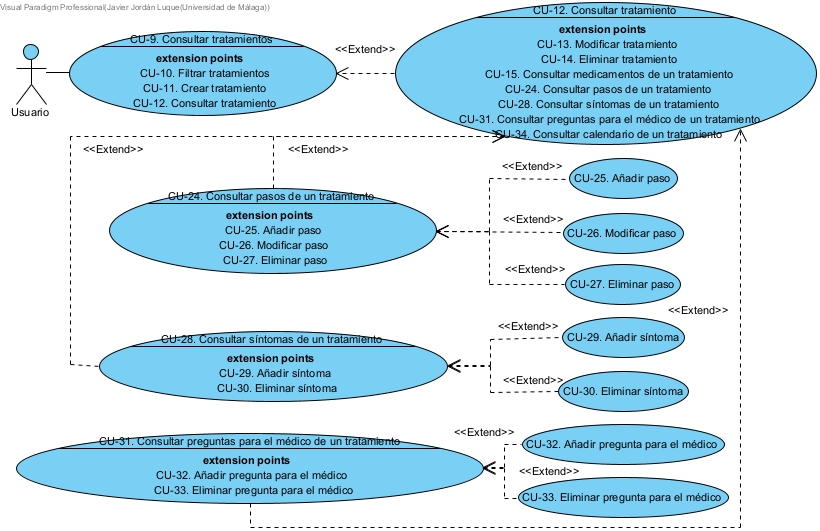 Visual Paradigm Professional(Javier Jordán Luque(Universidad de Málaga))
CU-9. Consultar tratamientos
extension points
CU-10. Filtrar tratamientos
CU-11. Crear tratamiento
CU-12. Consultar tratamiento
Usuario
<<Extend>>
CU-12. Consultar tratamiento
extension points
CU-13. Modificar tratamiento
CU-14. Eliminar tratamiento
CU-15. Consultar medicamentos de un tratamiento
CU-24. Consultar pasos de un tratamiento
CU-28. Consultar síntomas de un tratamiento
CU-31. Consultar preguntas para el médico de un tratamiento
CU-34. Consultar calendario de un tratamiento
<<Extend>>
<<Extend>>
CU-24. Consultar pasos de un tratamiento
extension points
CU-25. Añadir paso
CU-26. Modificar paso
CU-27. Eliminar paso
<<Extend>>
CU-25. Añadir paso
<<Extend>>
CU-26. Modificar paso
<<Extend>>
CU-27. Eliminar paso
<<Extend>>
CU-28. Consultar síntomas de un tratamiento
extension points
CU-29. Añadir síntoma
CU-30. Eliminar síntoma
<<Extend>>
CU-29. Añadir síntoma
<<Extend>>
CU-30. Eliminar síntoma
CU-31. Consultar preguntas para el médico de un tratamiento
extension points
CU-32. Añadir pregunta para el médico
CU-33. Eliminar pregunta para el médico
<<Extend>>
CU-32. Añadir pregunta para el médico
<<Extend>>
CU-33. Eliminar pregunta para el médico